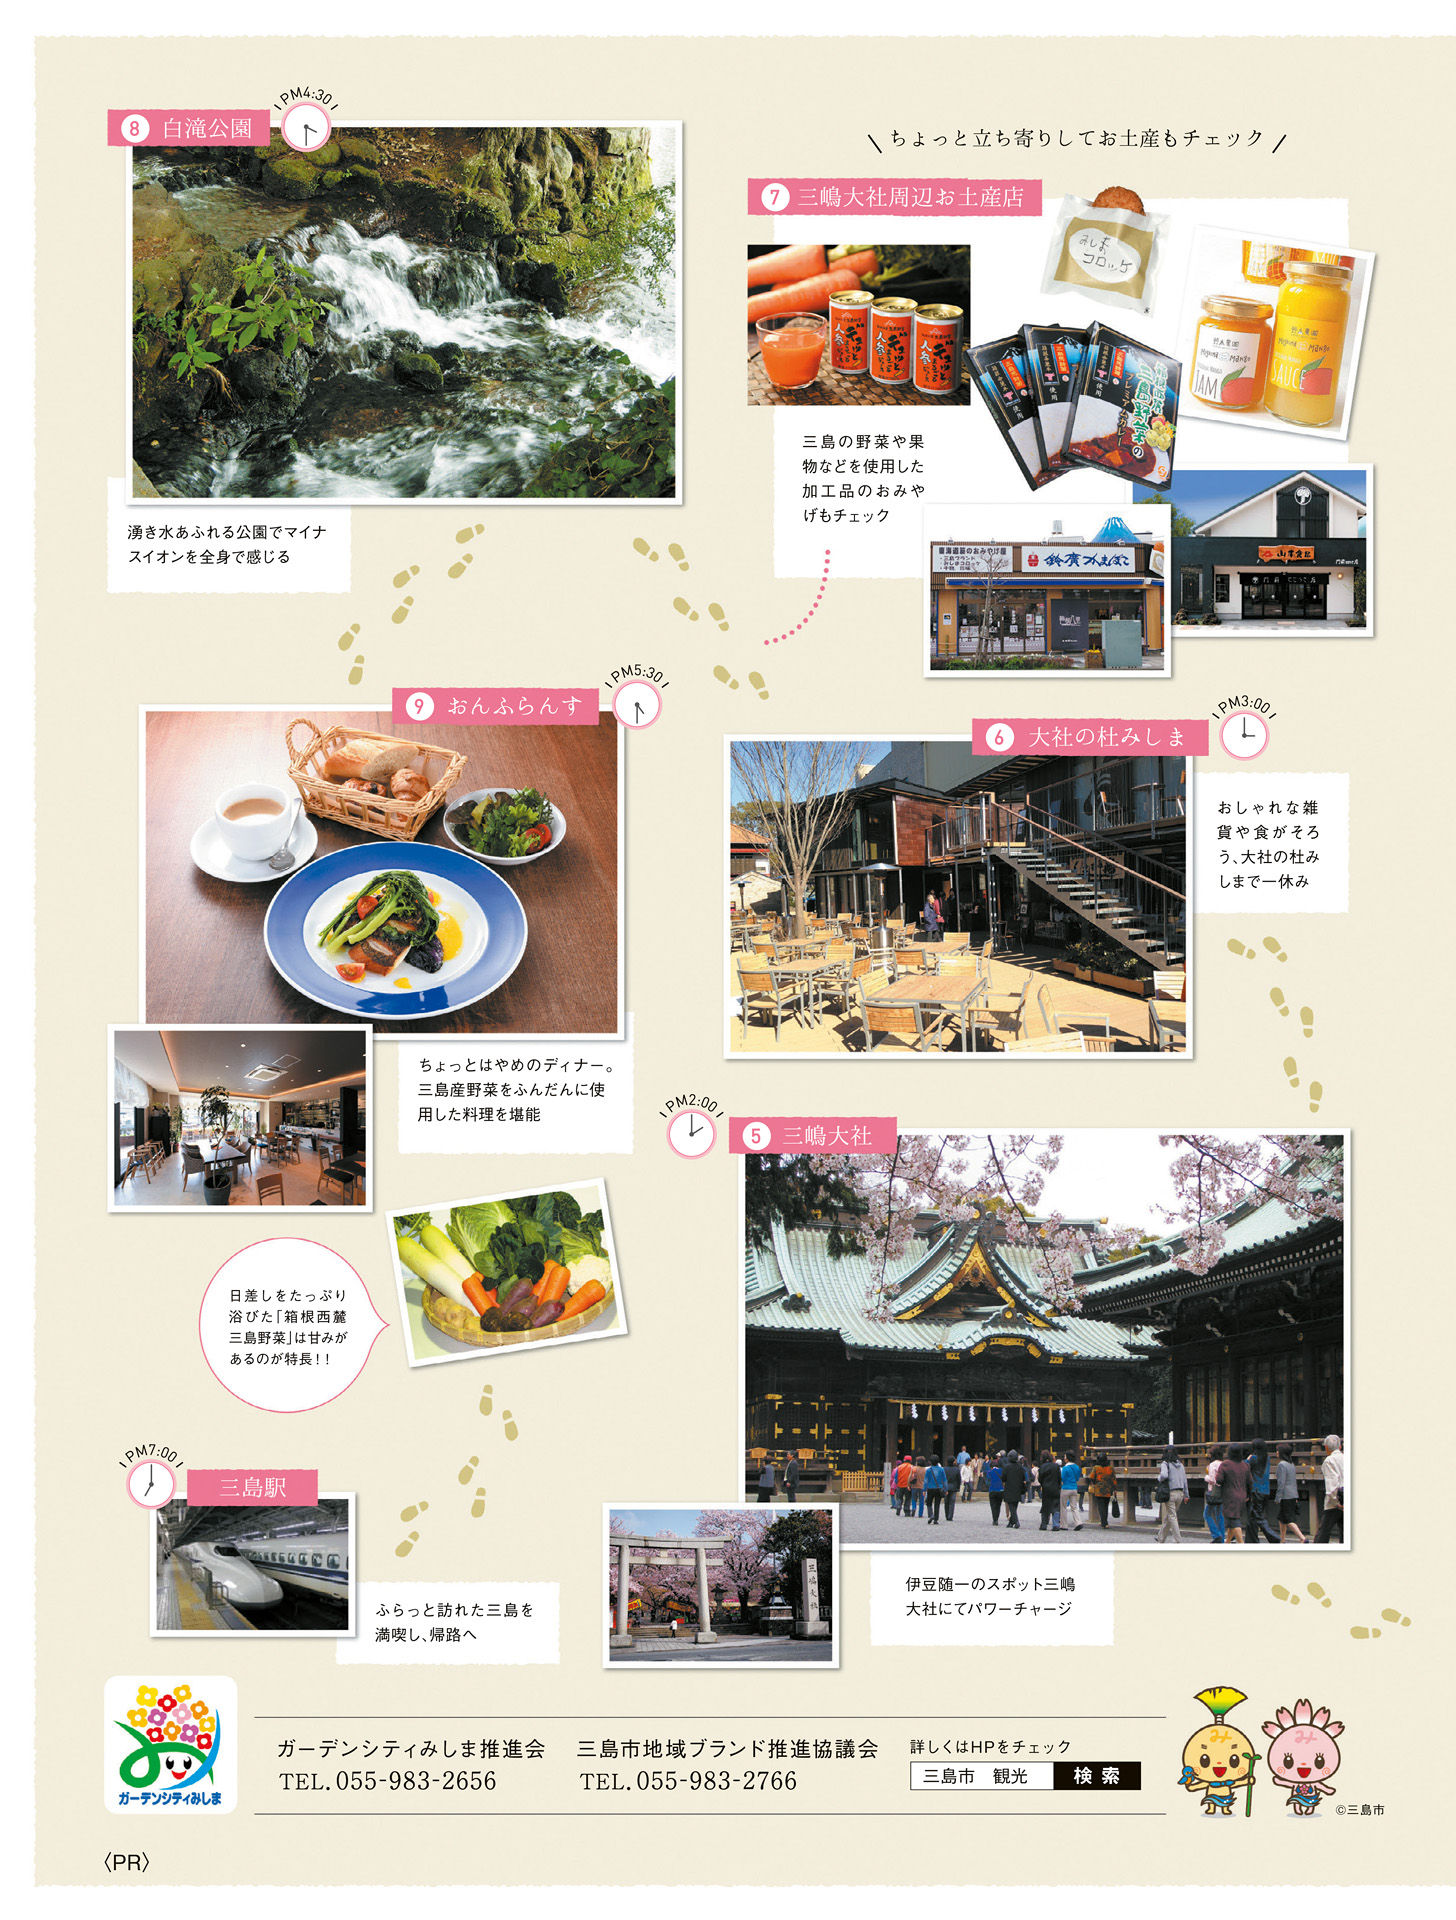 PM4:30
8 白滝公園
湧き水あふれる公園でマイナ
スイオンを全身で感じる
ちょっと立ち寄りしてお土産もチェック
7 三嶋大社周辺お土産店
みしま
コロッケ
三島の野菜や果
物などを使用した
加工品のおみや
げもチェック
鈴廣かまぼこ
JAM
SAUCE
PM5:30
9 おんふらんす
ちょっとはやめのディナー。
三島産野菜をふんだんに使
用した料理を堪能
日差しをたっぷり
浴びた「箱根西麓
三島野菜」は甘みが
あるのが特長！！
PM3:00
6 大社の杜みしま
おしゃれな雑
貨や食がそろ
う、大社の杜み
しまで一休み
PM2:00
5 三嶋大社
三嶋大社
伊豆随一のスポット三嶋
大社にてパワーチャージ
PM7:00
三島駅
ふらっと訪れた三島を
満喫し、帰路へ
ガーデンシティみしま
ガーデンシティみしま推進会
TEL.055-983-2656
三島市地域ブランド推進協議会
TEL.055-983-2766
詳しくはHPをチェック
三島市 観光 検索
©三島市
〈PR〉